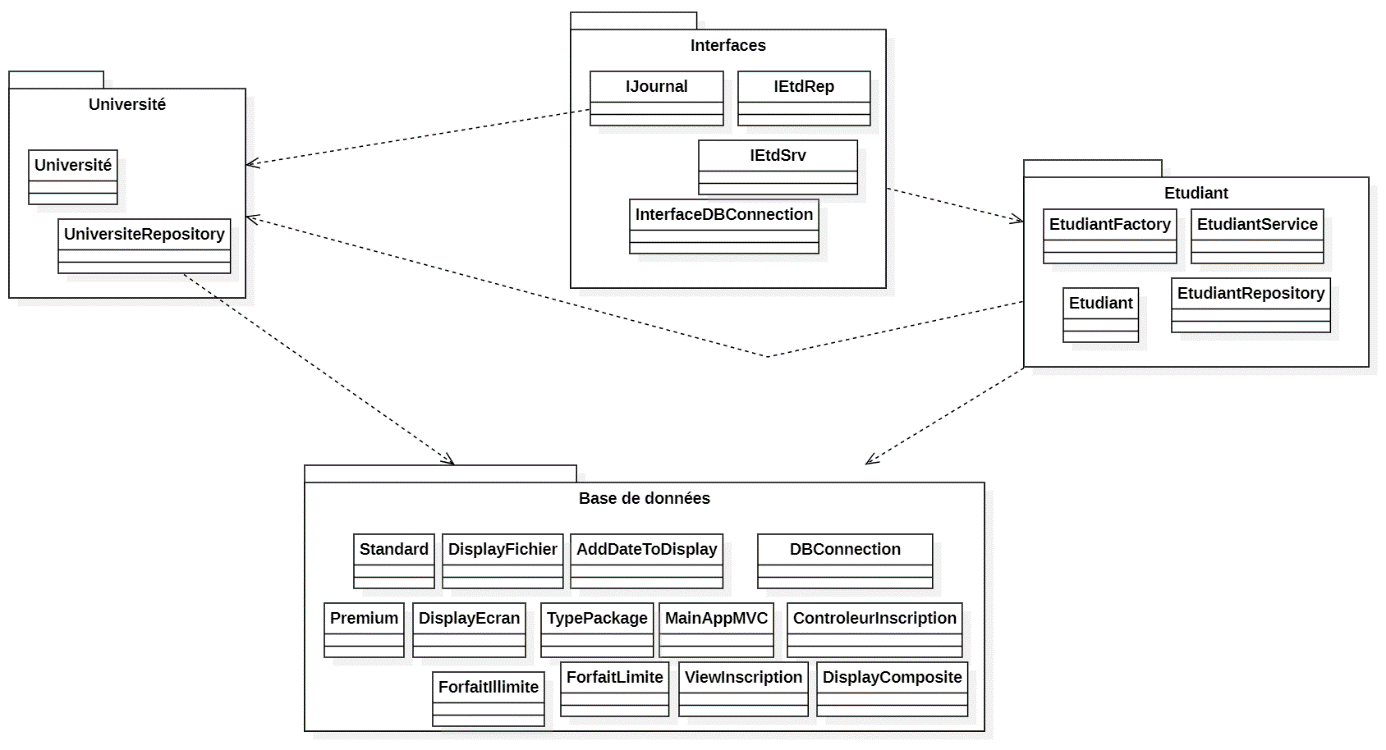 Interfaces
IJournal
IEtdRep
IEtdSrv
InterfaceDBConnection
Université
Université
UniversiteRepository
Etudiant
EtudiantFactory
EtudiantService
Etudiant
EtudiantRepository
Base de données
Standard
DisplayFichier
AddDateToDisplay
DBConnection
Premium
DisplayEcran
TypePackage
MainAppMVC
ControleurInscription
ForfaitIllimite
ForfaitLimite
ViewInscription
DisplayComposite